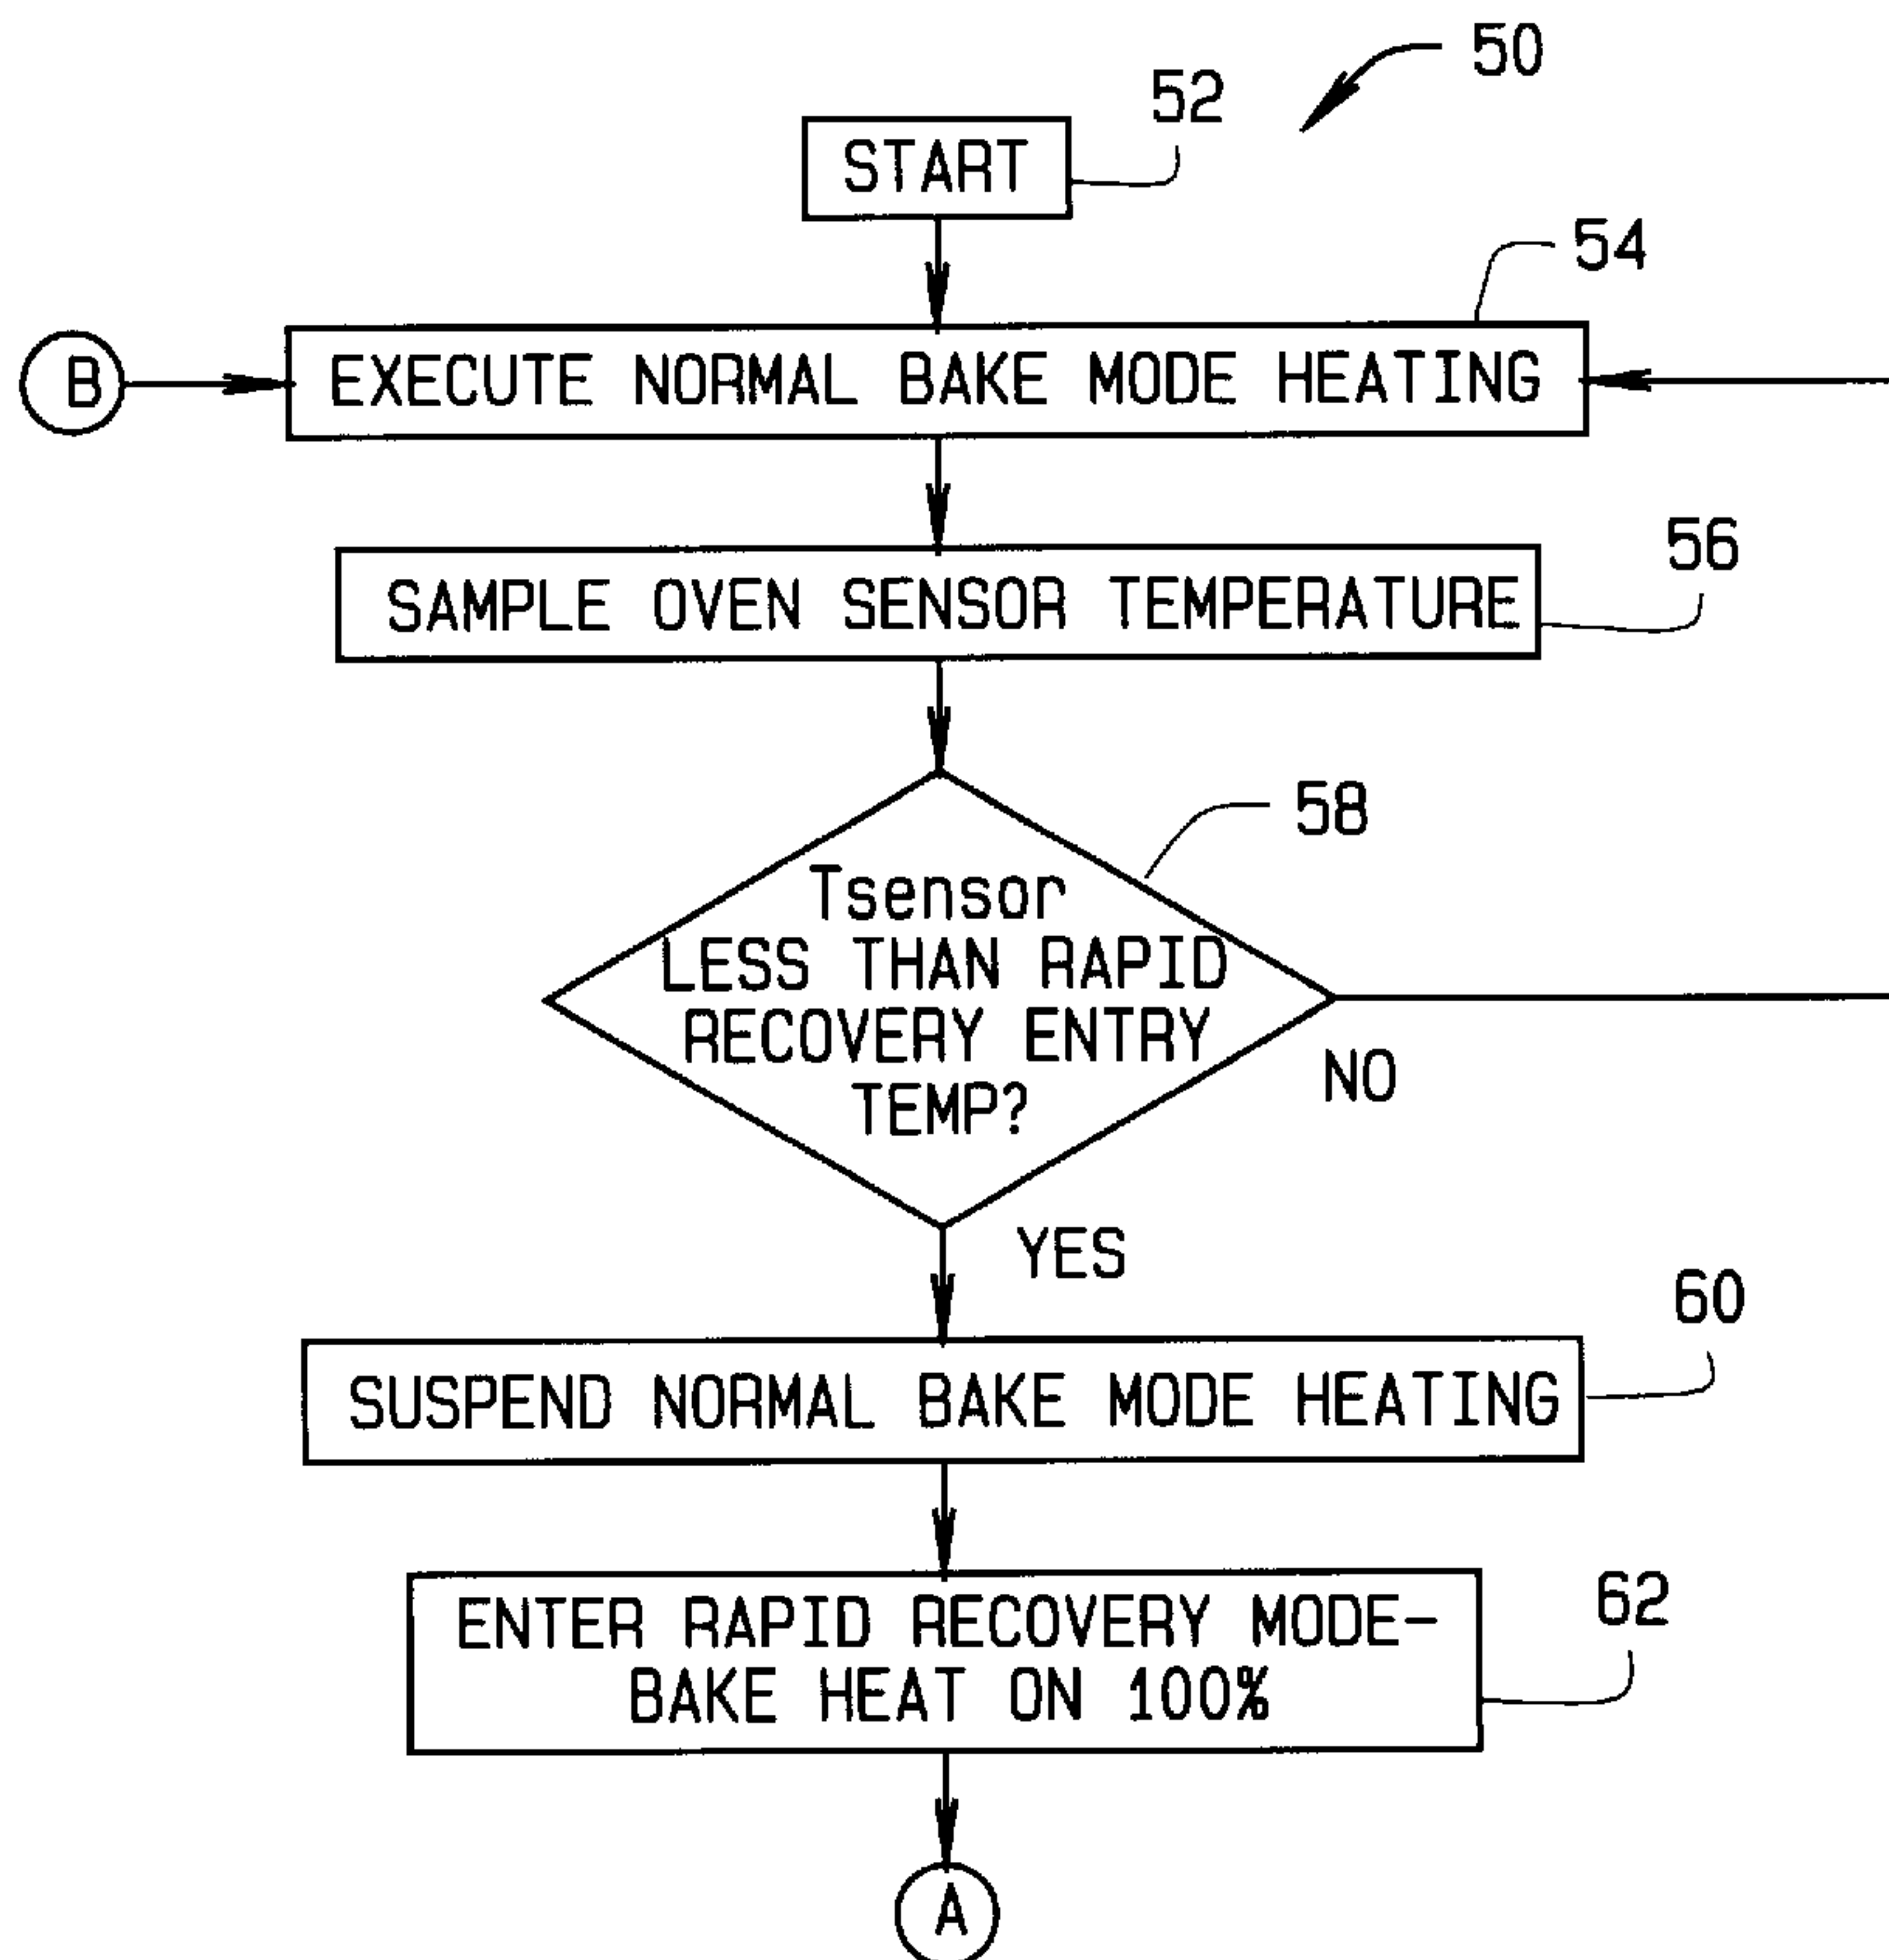 50
52
START
54
B
EXECUTE NORMAL BAKE MODE HEATING
56
SAMPLE OVEN SENSOR TEMPERATURE
58
Tsensor
LESS THAN RAPID
RECOVERY ENTRY
TEMP?
NO
YES
60
SUSPEND NORMAL BAKE MODE HEATING
62
ENTER RAPID RECOVERY MODE-
BAKE HEAT ON 100%
A